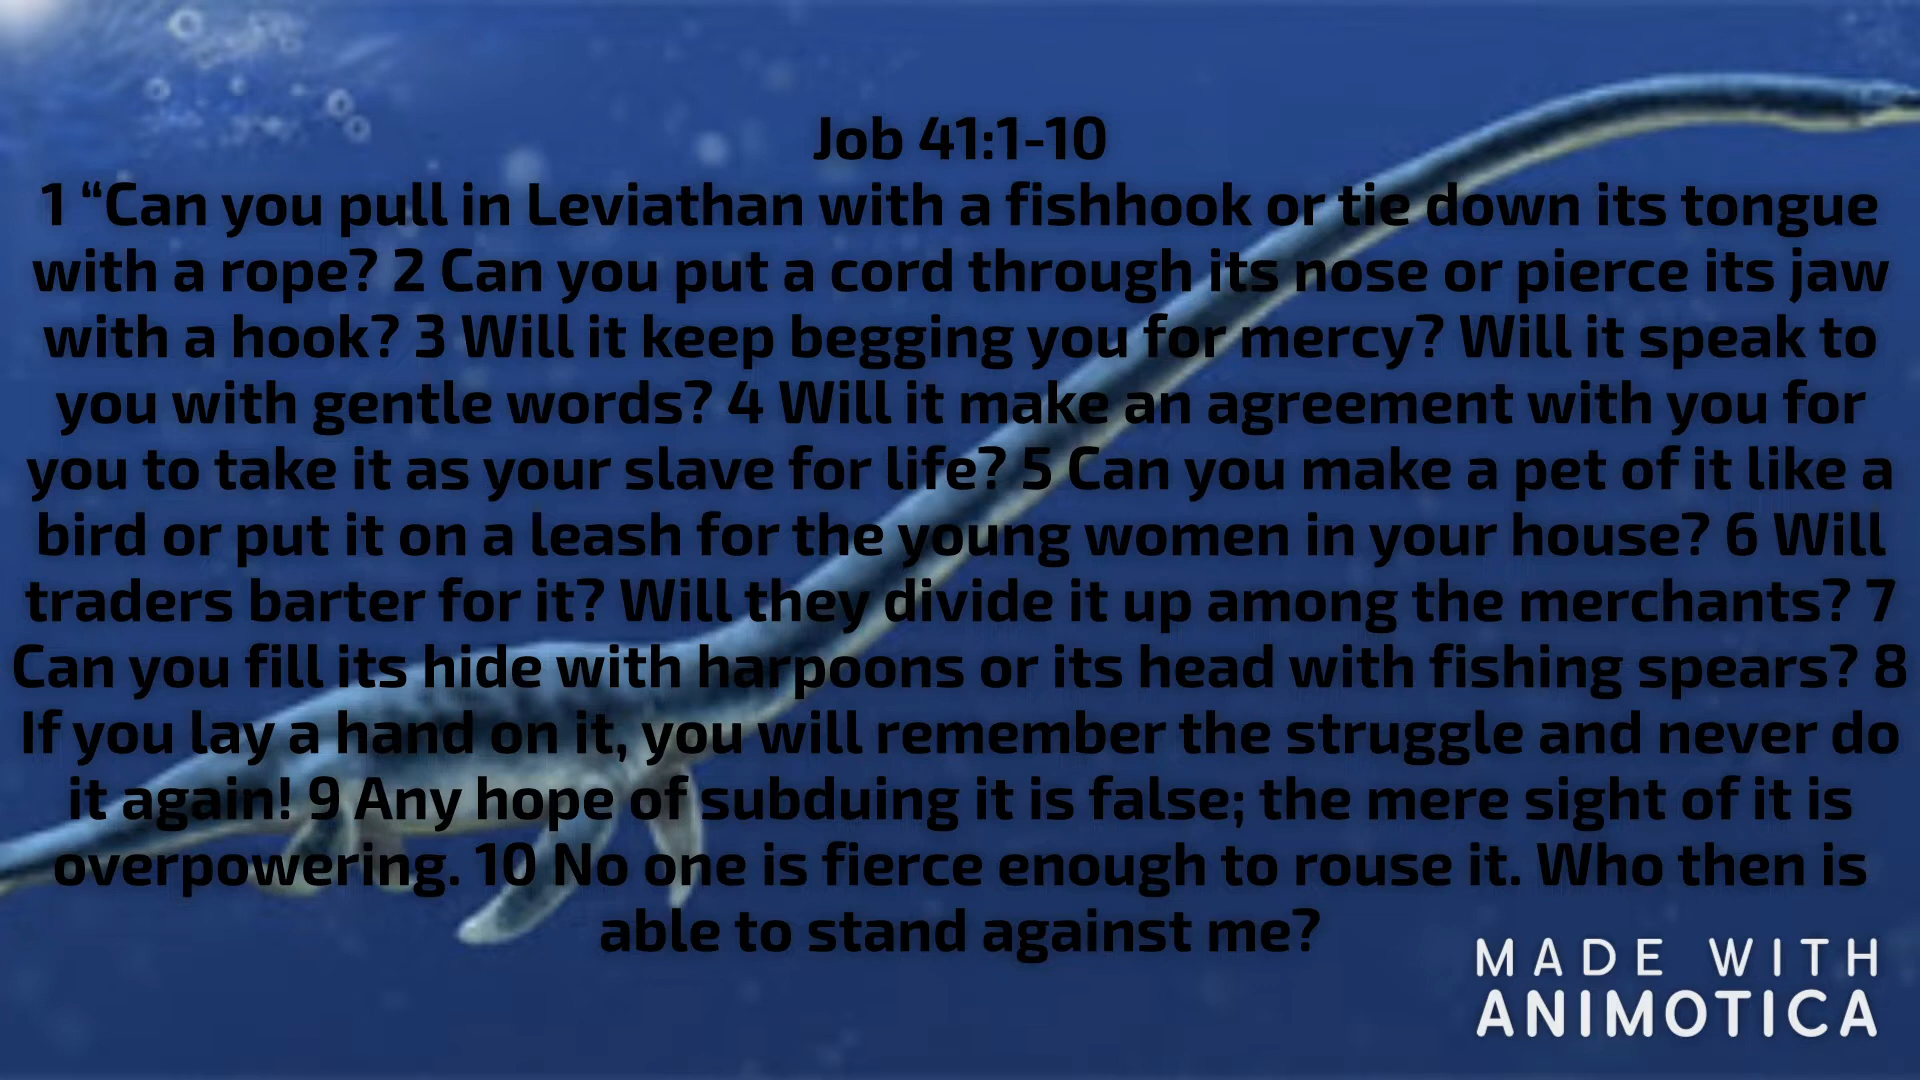 Job 41:1-10
1 “Can you pull in Leviathan with a fishhook or tie down its tongue
with a rope? 2 Can you put a cord through its nose or pierce its jaw
with a hook? 3 Will it keep begging you for mercy? Will it speak to
you with gentle words? 4 Will it make an agreement with you for
you to take it as your slave for life? 5 Can you make a pet of it like a
bird or put it on a leash for the young women in your house? 6 Will
traders barter for it? Will they divide it up among the merchants? 7
Can you fill its hide with harpoons or its head with fishing spears? 8
If you lay a hand on it, you will remember the struggle and never do
it again! 9 Any hope of subduing it is false; the mere sight of it is
overpowering. 10 No one is fierce enough to rouse it. Who then is
able to stand against me?
MADE WITH
ANIMOTICA